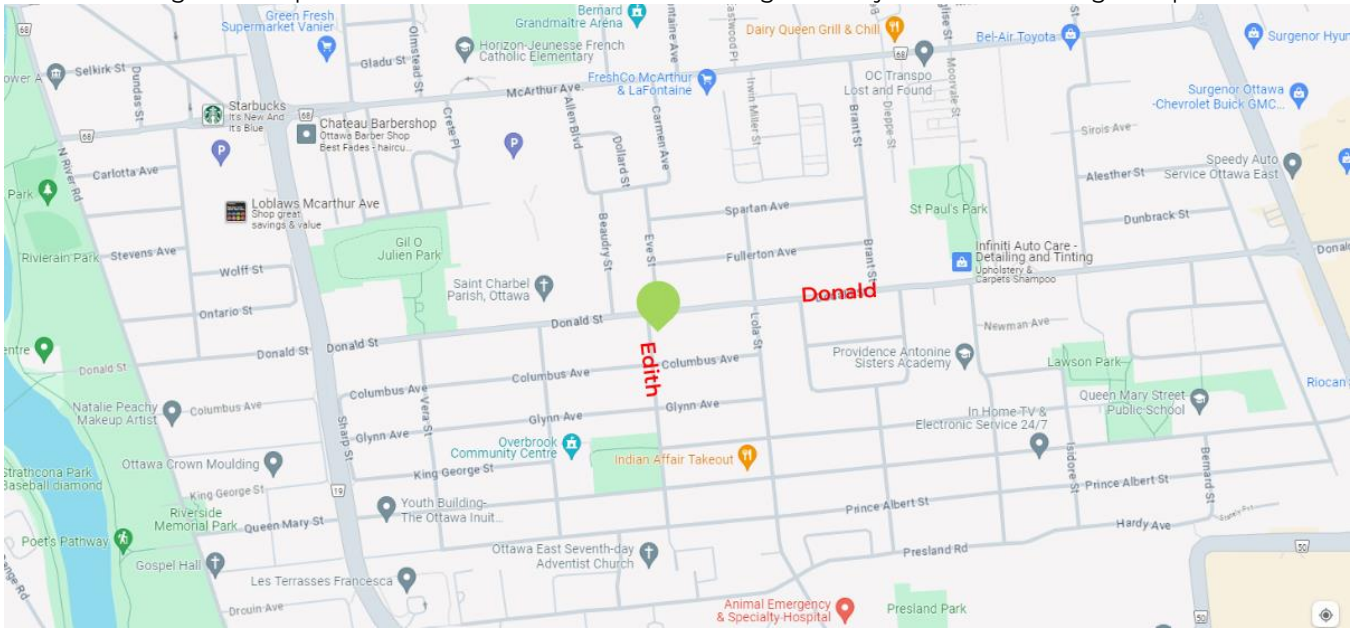 68
Green Fresh
Supermarket Vanier
Bernard
Grandmaître Arena
Dairy Queen Grill & Chill
68
Bel-Air Toyota
Surgenor Hyun
Selkirk St
Dundas St
Gladu St
Olmstead St
Horizon-Jeunesse French
Catholic Elementary
McArthur Ave.
FreshCo McArthur
& LaFontaine
OC Transpo
Lost and Found
Surgenor Ottawa
-Chevrolet Buick GMC...
Starbucks
It's New And
It's Blue
68
Chateau Barbershop
Ottawa Barber Shop
Best Fades - haircu...
68
N River Rd
Crete Pl
P
P
Allen Blvd
Dollard St
Carmen Ave
Irwin Miller St
Brant St
Dieppe St
Moorvale St
Sirois Ave
Speedy Auto
Service Ottawa East
Carlotta Ave
Alesther St
Park
Loblaws Mcarthur Ave
Shop great
savings & value
Beaudry St
Eve St
Spartan Ave
St Paul's Park
Dunbrack St
Gil O
Julien Park
Stevens Ave
Rivierain Park
Wolff St
Fullerton Ave
Brant St
Infiniti Auto Care -
Detailing and Tinting
Upholstery &
Carpets Shampoo
Donald
Saint Charbel
Parish, Ottawa
Ontario St
Donald St
Donald
Lola St
Newman Ave
Donald St
Donald St
Donald St
Edith
Columbus Ave
Columbus Ave
Columbus Ave
Providence Antonine
Sisters Academy
Lawson Park
Riocan
Natalie Peachy
Makeup Artist
Columbus Ave
Vera St
Sharp St
Glynn Ave
Glynn Ave
Glynn Ave
Queen Mary Street
Public School
In Home TV &
Electronic Service 24/7
Overbrook
Community Centre
Indian Affair Takeout
Ottawa Crown Moulding
King George St
King George St
Isidore St
Bernard St
Strathcona Park
Baseball diamond
19
Prince Albert St
Prince Albert St
Riverside
Memorial Park
Queen Mary St
Youth Building-
The Ottawa Inuit...
Hardy Ave
Poet's Pathway
Gospel Hall
Ottawa East Seventh-day
Adventist Church
Presland Rd
50
Les Terrasses Francesca
Drouin Ave
Animal Emergency
& Specialty Hospital
Presland Park
50